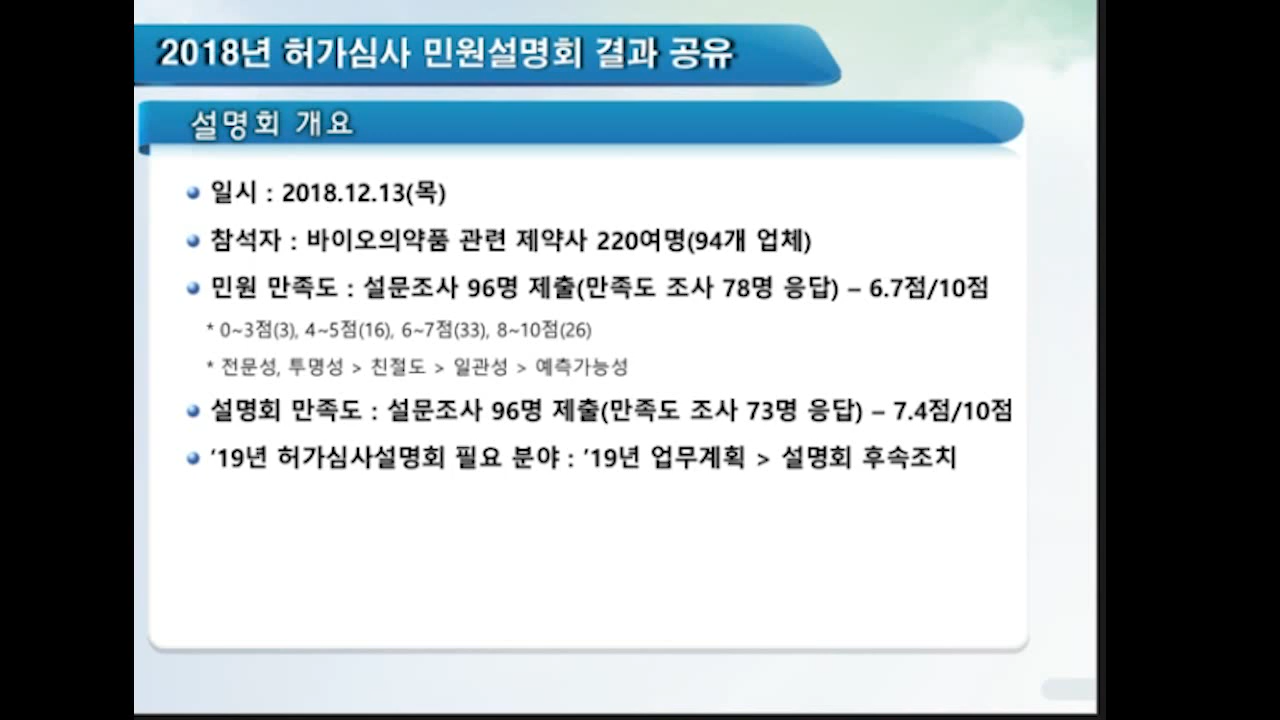 2018년 허가심사 민원설명회 결과 공유
설명회 개요
일시 : 2018.12.13(목)
참석자 : 바이오의약품 관련 제약사 220여명(94개 업체)
민원 만족도 : 설문조사 96명 제출(만족도 조사 78명 응답) – 6.7점/10점
* 0~3점(3), 4~5점(16), 6~7점(33), 8~10점(26)
* 전문성, 투명성 > 친절도 > 일관성 > 예측가능성
설명회 만족도 : 설문조사 96명 제출(만족도 조사 73명 응답) – 7.4점/10점
’19년 허가심사설명회 필요 분야 : ’19년 업무계획 > 설명회 후속조치